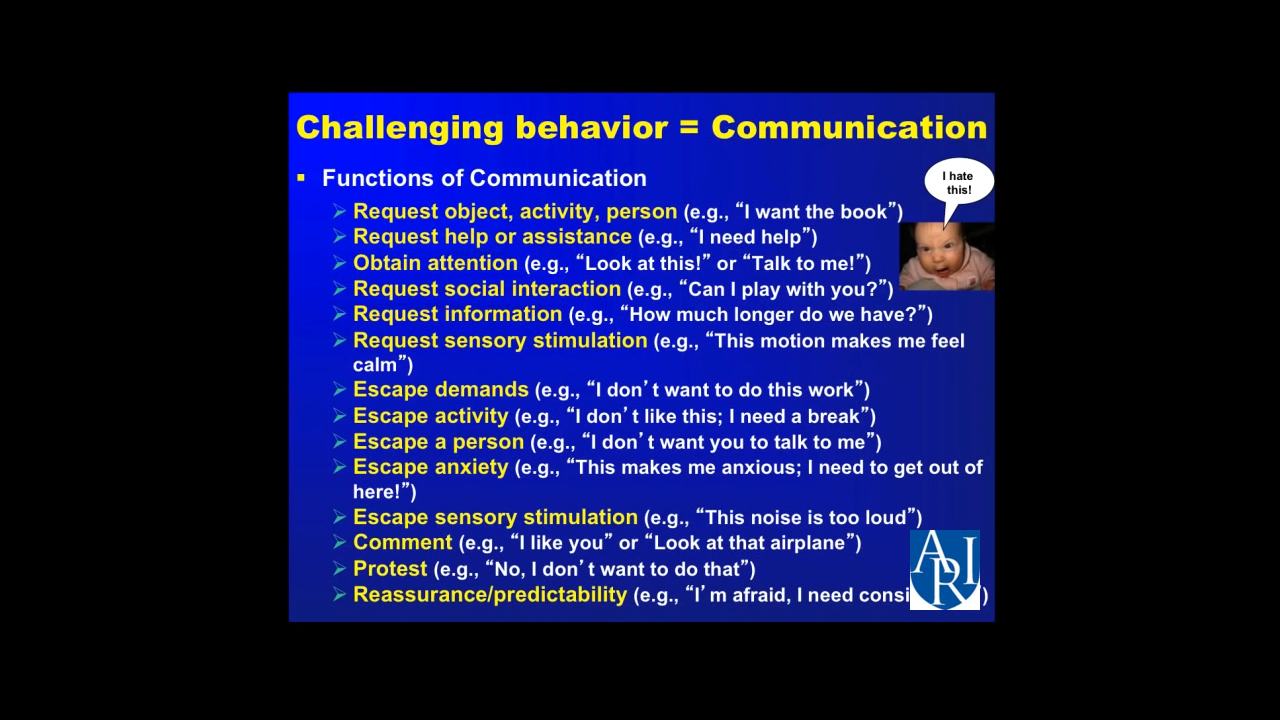 Challenging behavior = Communication
Functions of Communication
I hate
this!
Request object, activity, person (e.g., “I want the book”)
Request help or assistance (e.g., “I need help”)
Obtain attention (e.g., “Look at this!” or “Talk to me!”)
Request social interaction (e.g., “Can I play with you?”)
Request information (e.g., “How much longer do we have?”)
Request sensory stimulation (e.g., “This motion makes me feel
calm”)
Escape demands (e.g., “I don’t want to do this work”)
Escape activity (e.g., “I don’t like this; I need a break”)
Escape a person (e.g., “I don’t want you to talk to me”)
Escape anxiety (e.g., “This makes me anxious; I need to get out of
here!”)
Escape sensory stimulation (e.g., “This noise is too loud”)
Comment (e.g., “I like you” or “Look at that airplane”)
Protest (e.g., “No, I don’t want to do that”)
Reassurance/predictability (e.g., “I’m afraid, I need
ARI